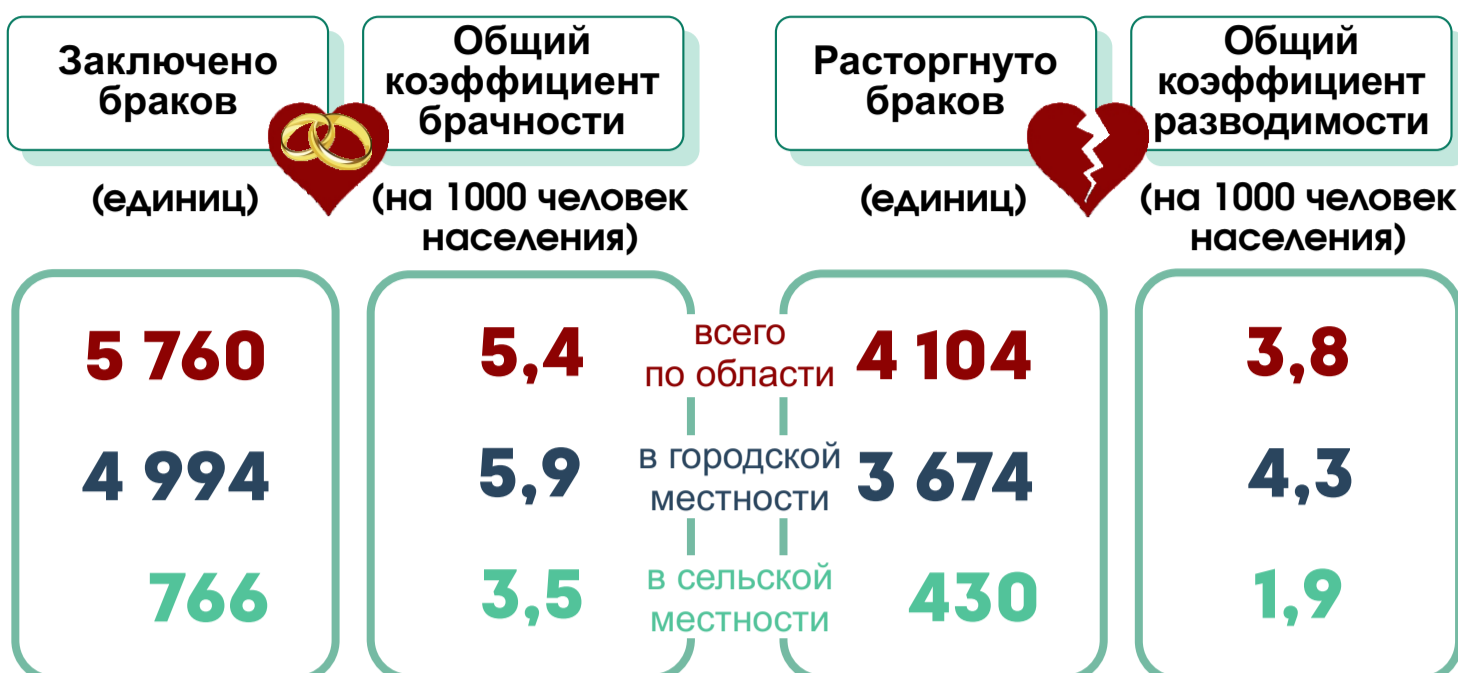 Заключено
браков
Общий
коэффициент
брачности
Расторгнуто
браков
Общий
коэффициент
разводимости
(единиц)
(на 1000 человек
населения)
(единиц)
(на 1000 человек
населения)
5 760
5,4
всего
по области
4 104
3,8
4 994
5,9
в городской
местности
3 674
4,3
766
3,5
в сельской
местности
430
1,9